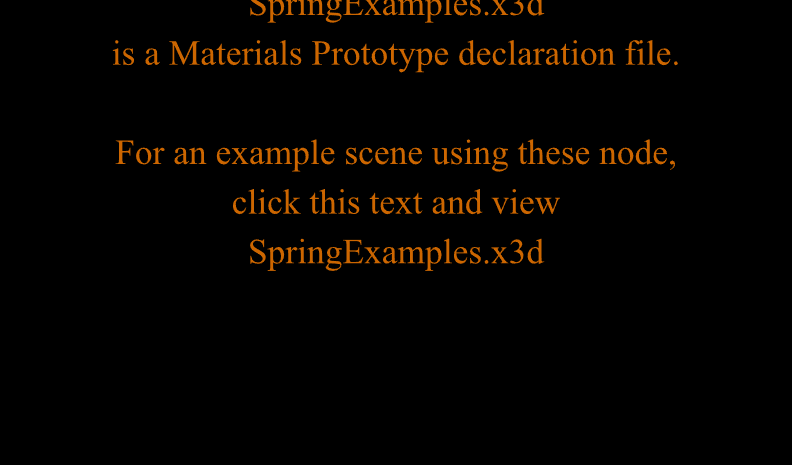 SpringExamples.x3d
is a Materials Prototype declaration file.
For an example scene using these node,
click this text and view
SpringExamples.x3d